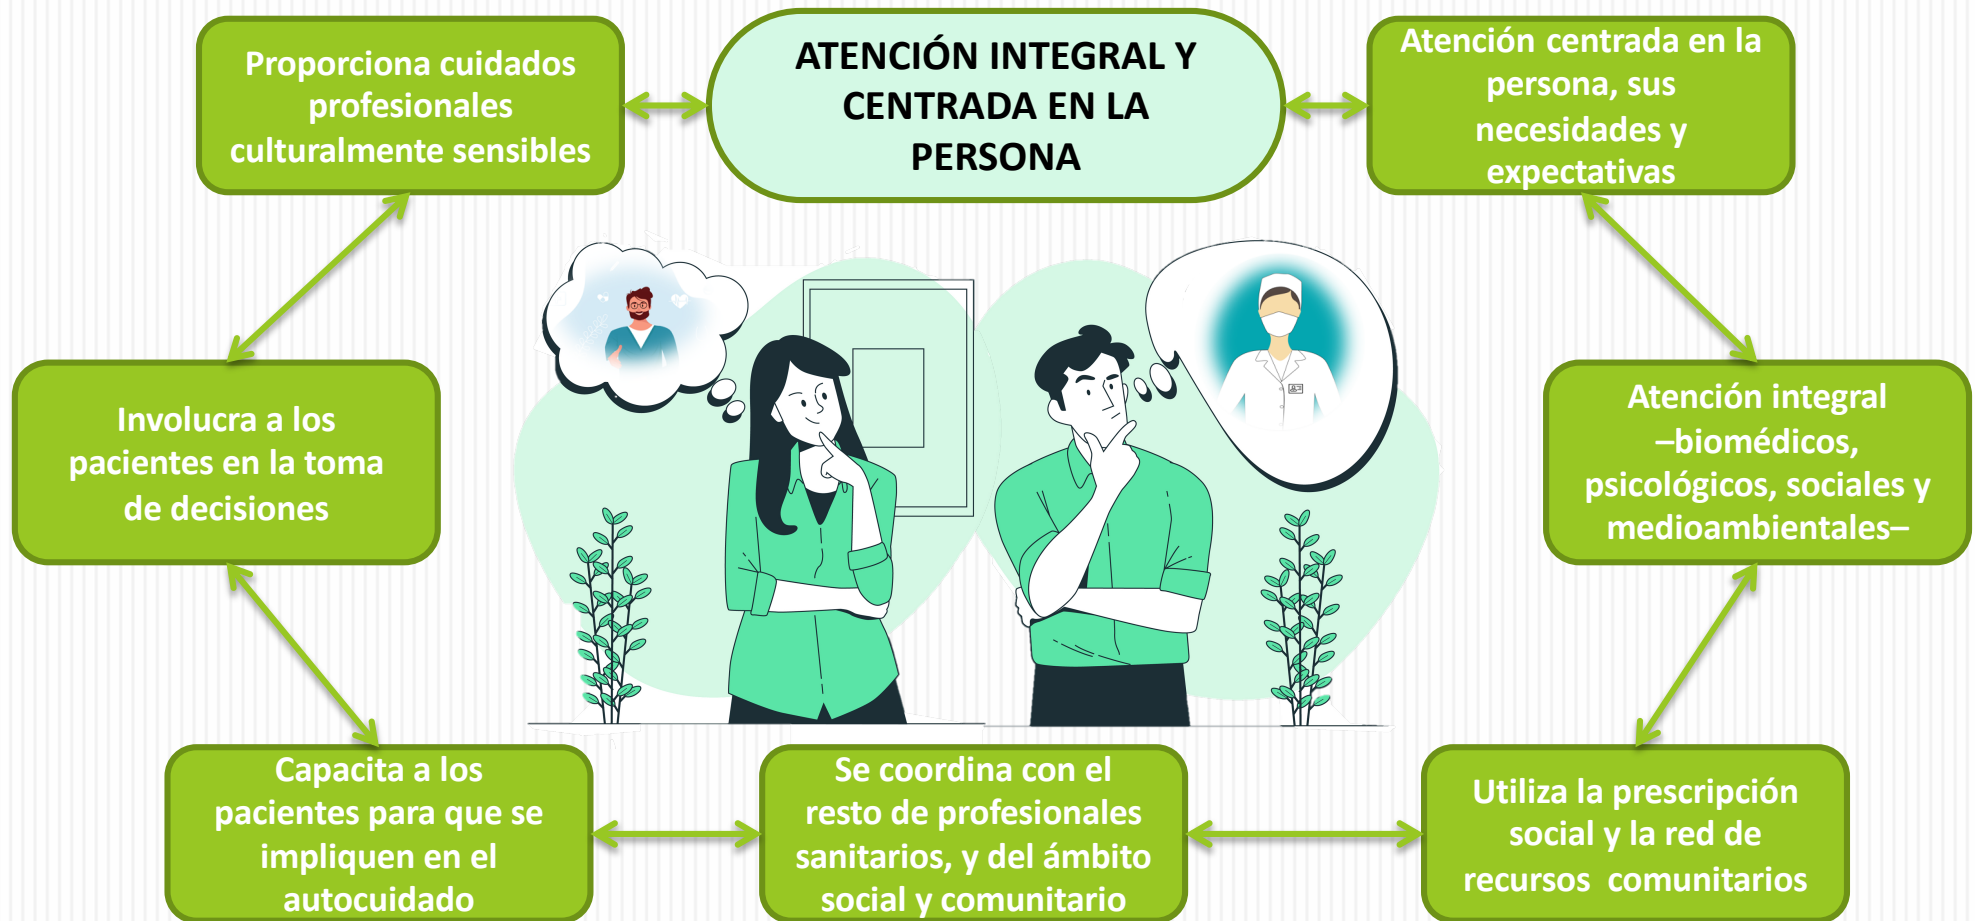 Proporciona cuidados
profesionales
culturalmente sensibles
ATENCIÓN INTEGRAL Y
CENTRADA EN LA
PERSONA
Atención centrada en la
persona, sus
necesidades y
expectativas
Involucra a los
pacientes en la toma
de decisiones
Atención integral
–biomédicos,
psicológicos, sociales y
medioambientales–
Capacita a los
pacientes para que se
impliquen en el
autocuidado
Se coordina con el
resto de profesionales
sanitarios, y del ámbito
social y comunitario
Utiliza la prescripción
social y la red de
recursos comunitarios